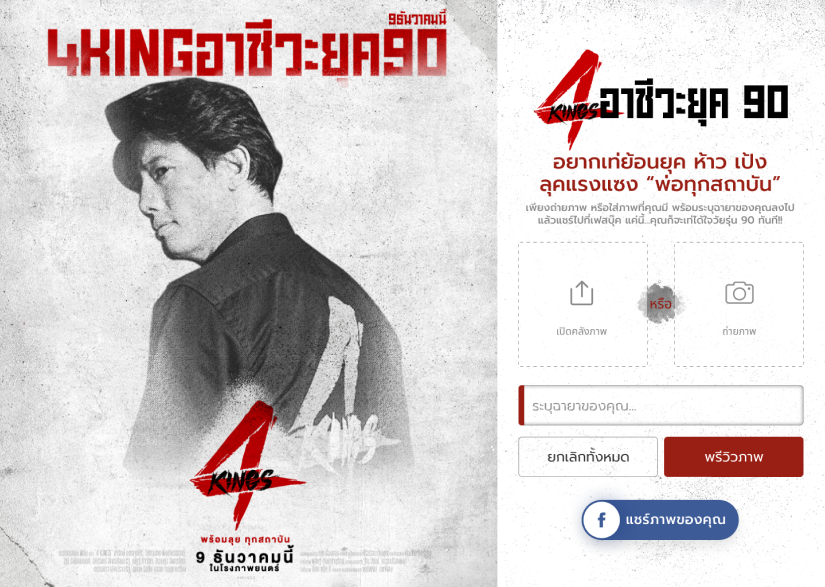 9ธันวาคมนี้
4KINGอาชีวะยุค90
4
4
KINGS
KINGS
พร้อมลุย ทุกสถาบัน
9 ธันวาคมนี้
ในโรงภาพยนตร์
4
KINGS
อาชีวะยุค 90
อยากเท่ย้อนยุค ห้าว เป้ง
ลุคแรงแซง “พ่อทุกสถาบัน”
เพียงถ่ายภาพ หรือใส่ภาพที่คุณมี พร้อมระบุฉายาของคุณลงไป
แล้วแชร์ไปที่เฟสบุ๊ค แค่นี้...คุณก็จะเท่ได้ใจวัยรุ่น 90 ทันที!!
หรือ
เปิดคลังภาพ
ถ่ายภาพ
ระบุฉายาของคุณ...
ยกเลิกทั้งหมด
พรีวิวภาพ
f แชร์ภาพของคุณ